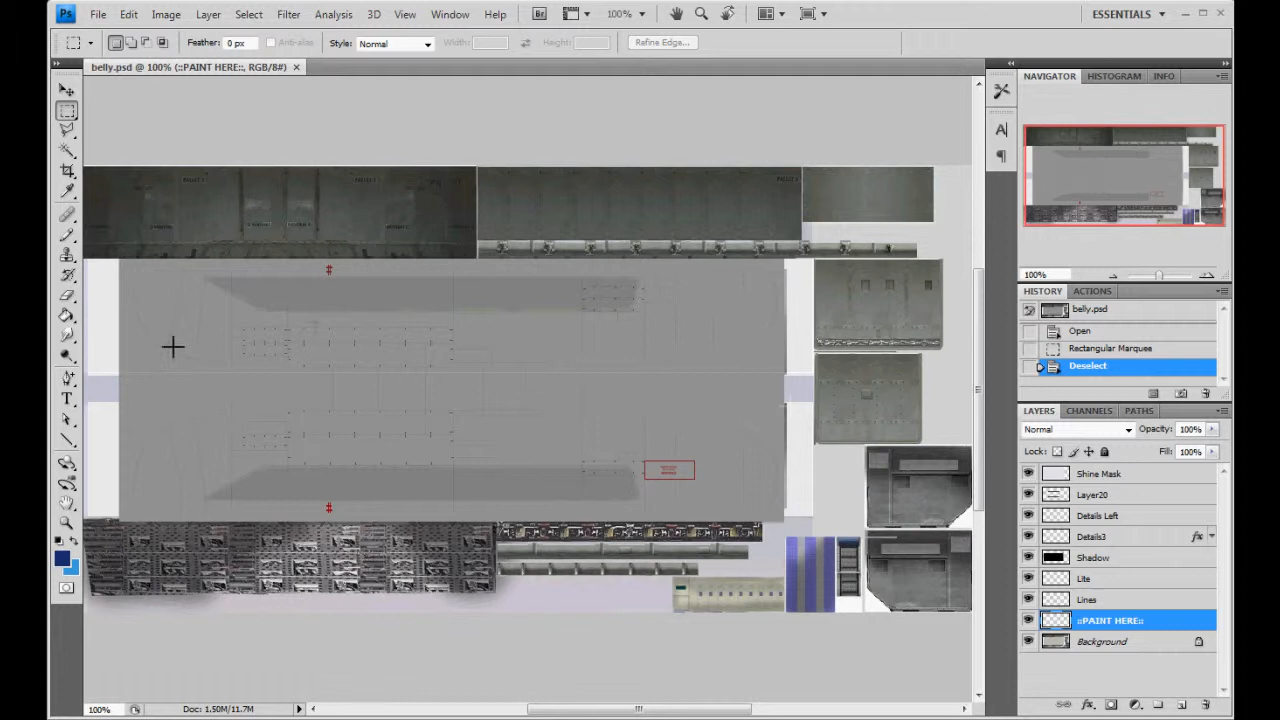 Ps File Edit Image Layer Select Filter Analysis 3D View Window Help Br 100% ESSENTIALS
Feather: 0 px Anti-alias Style: Normal Width: Height: Refine Edge...
belly.psd @ 100% (::PAINT HERE::, RGB/8#)
NAVIGATOR HISTOGRAM INFO
100%
HISTORY ACTIONS
belly.psd
Open
Rectangular Marquee
Deselect
LAYERS CHANNELS PATHS
Normal Opacity: 100%
Lock: Fill: 100%
Shine Mask
Layer20
Details Left
Details3 fx
Shadow
Lite
Lines
::PAINT HERE::
Background
100% Doc: 1.50M/11.7M